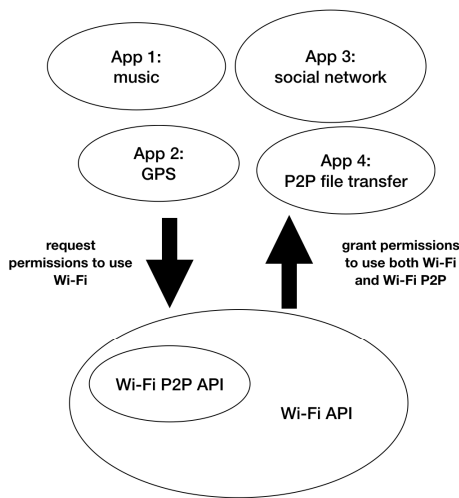 App 1:
music
App 3:
social network
App 2:
GPS
App 4:
P2P file transfer
request
permissions to use
Wi-Fi
grant permissions
to use both Wi-Fi
and Wi-Fi P2P
Wi-Fi P2P API
Wi-Fi API